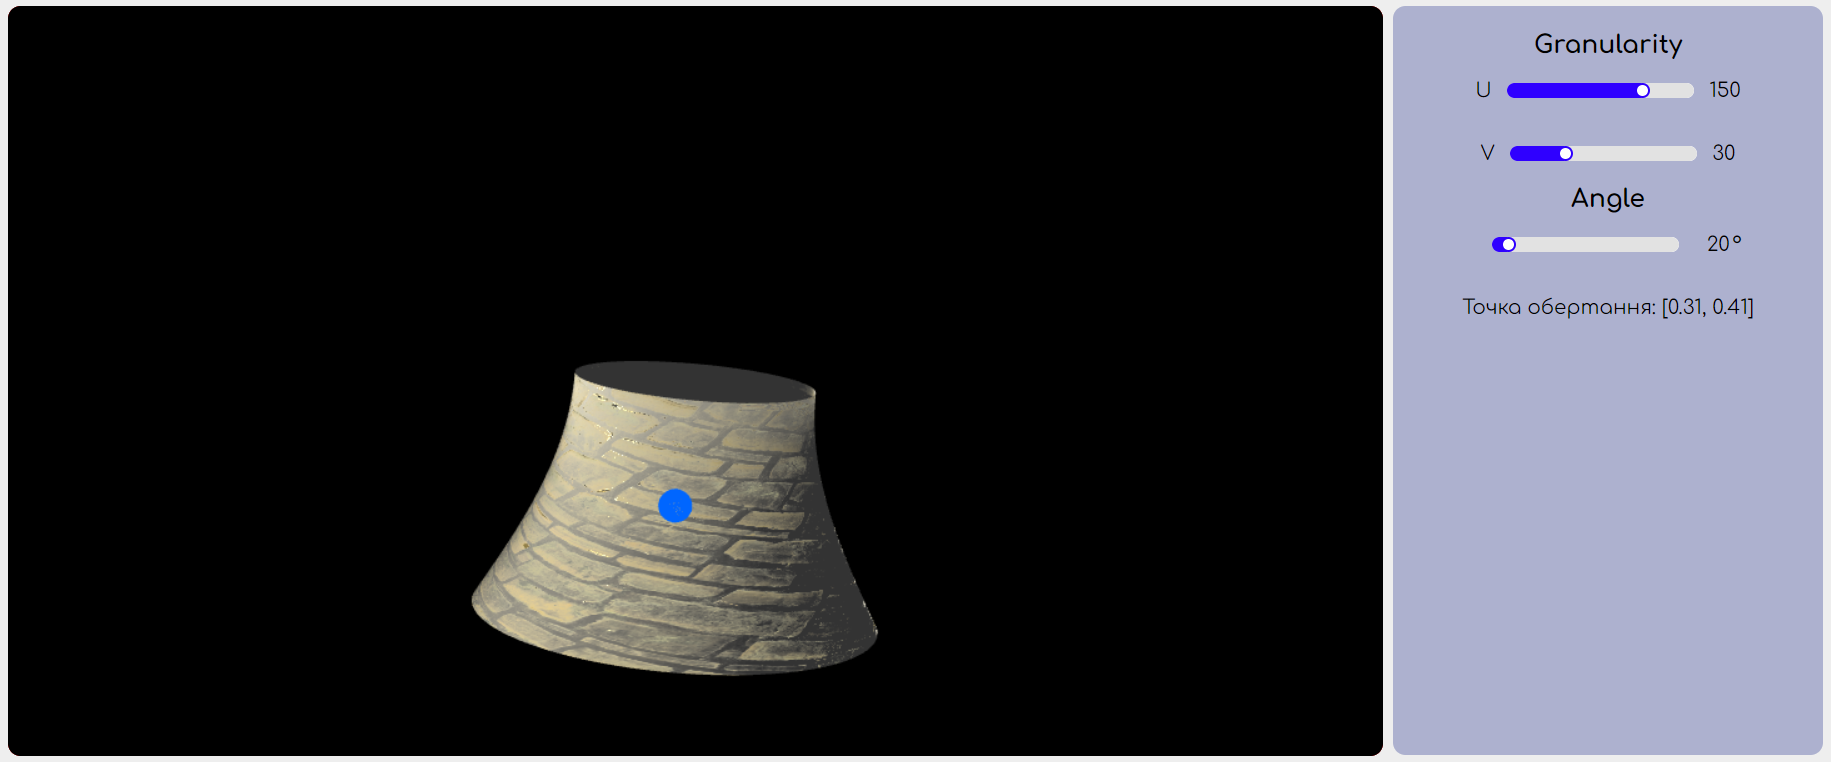 Granularity
U 150
V 30
Angle
20°
Точка обертання: [0.31, 0.41]